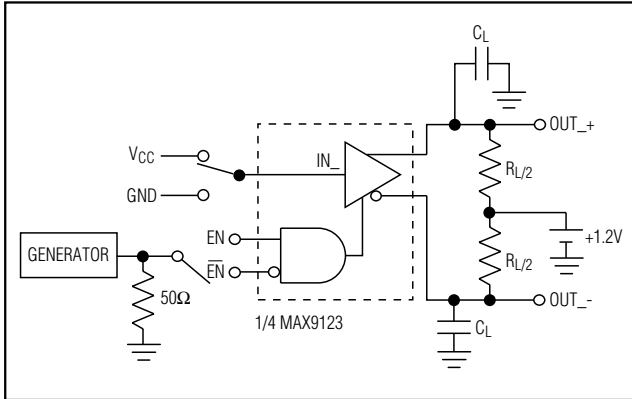 C_L
OUT_+
V_CC
IN_
R_L/2
GND
EN
+1.2V
GENERATOR
E̅N̅
R_L/2
50Ω
OUT_-
1/4 MAX9123
C_L